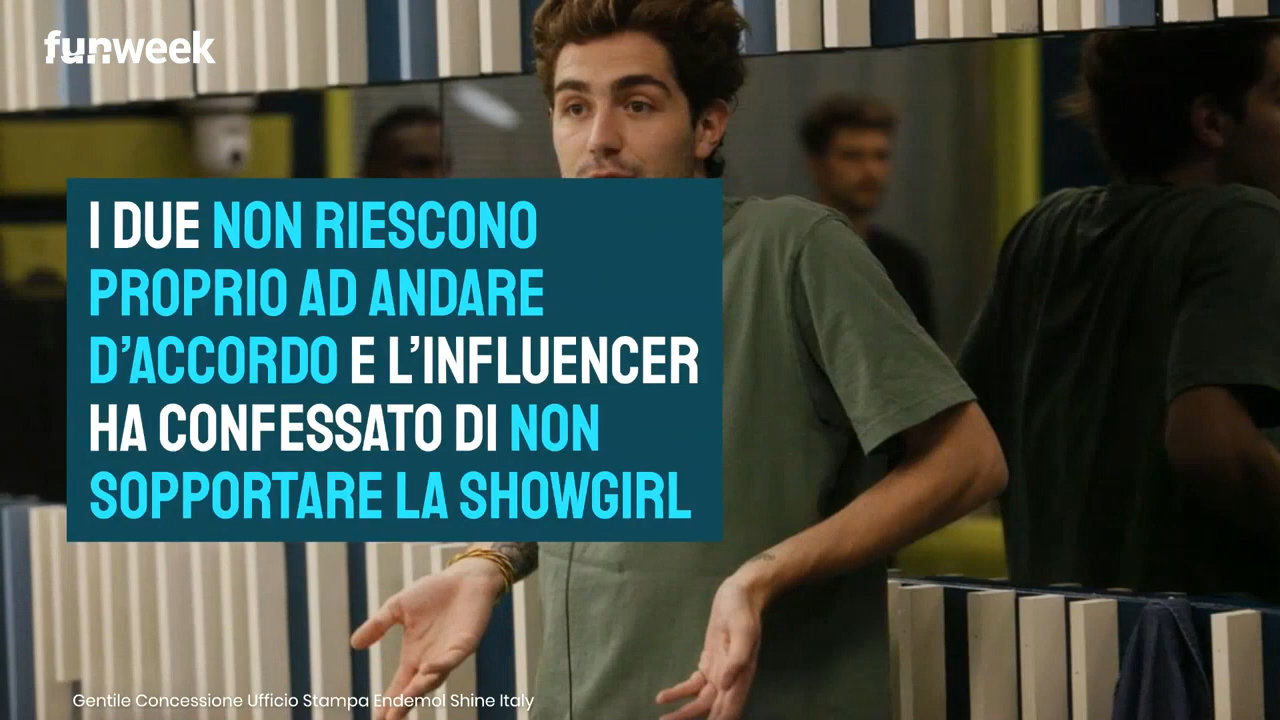 funweek
I DUE NON RIESCONO
PROPRIO AD ANDARE
D’ACCORDO E L’INFLUENCER
HA CONFESSATO DI NON
SOPPORTARE LA SHOWGIRL
Gentile Concessione Ufficio Stampa Endemol Shine Italy